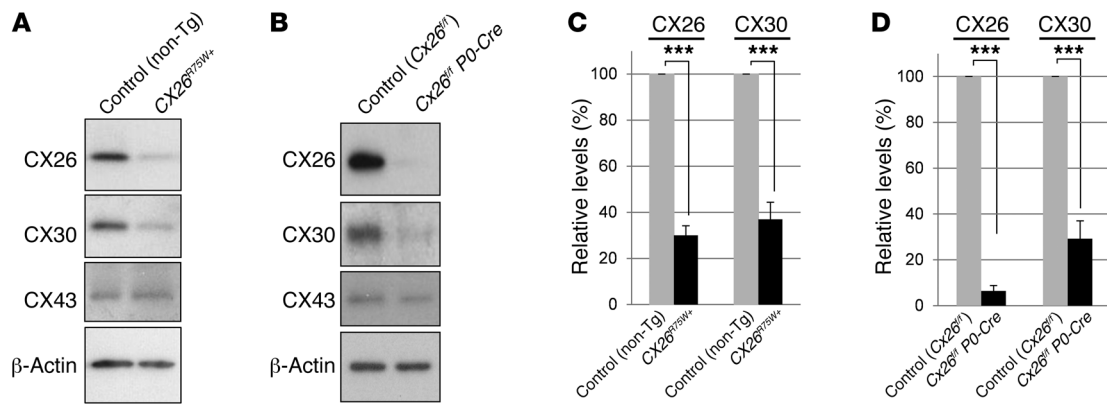 A
Control (non-Tg)
CX26R75W+
CX26
CX30
CX43
β-Actin
B
Control (Cx26f/f)
Cx26f/f P0-Cre
CX26
CX30
CX43
β-Actin
C
CX26 CX30
*** ***
Relative levels (%)
100
80
60
40
20
0
Control (non-Tg)
CX26R75W+
Control (non-Tg)
CX26R75W+
D
CX26 CX30
*** ***
Relative levels (%)
100
80
60
40
20
0
Control (Cx26f/f)
Cx26f/f P0-Cre
Control (Cx26f/f)
Cx26f/f P0-Cre